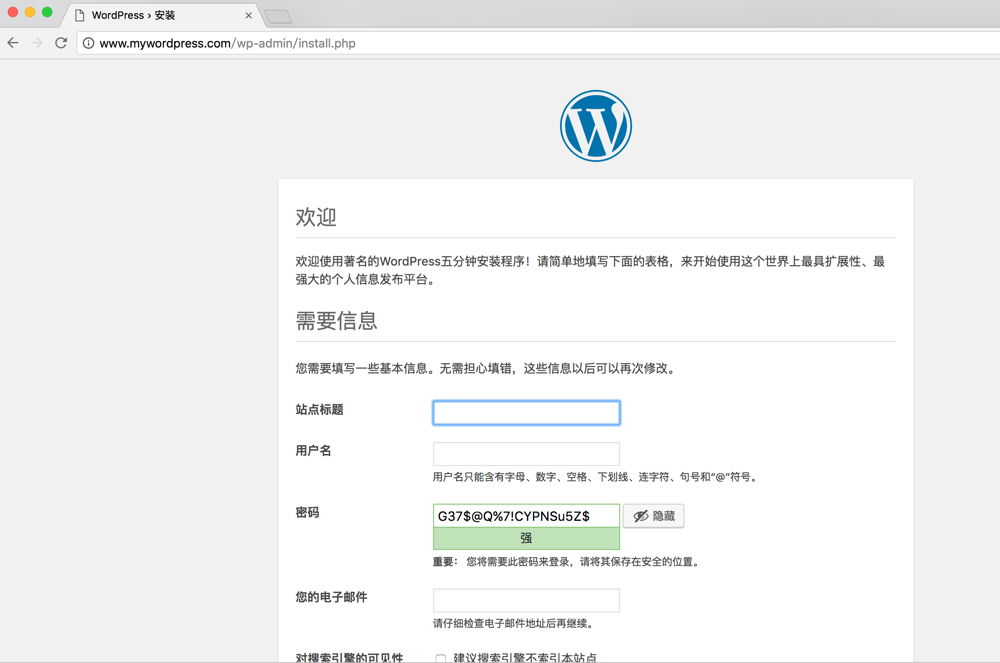 WordPress › 安装
www.mywordpress.com/wp-admin/install.php
欢迎
欢迎使用著名的WordPress五分钟安装程序！请简单地填写下面的表格，来开始使用这个世界上最具扩展性、最
强大的个人信息发布平台。
需要信息
您需要填写一些基本信息。无需担心填错，这些信息以后可以再次修改。
站点标题
用户名
用户名只能含有字母、数字、空格、下划线、连字符、句号和“@”符号。
密码
G37$@Q%7!CYPNSu5Z$
隐藏
强
重要： 您将需要此密码来登录，请将其保存在安全的位置。
您的电子邮件
请仔细检查电子邮件地址后再继续。
对搜索引擎的可见性
建议搜索引擎不索引本站点